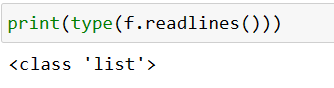 print(type(f.readlines()))
<class 'list'>